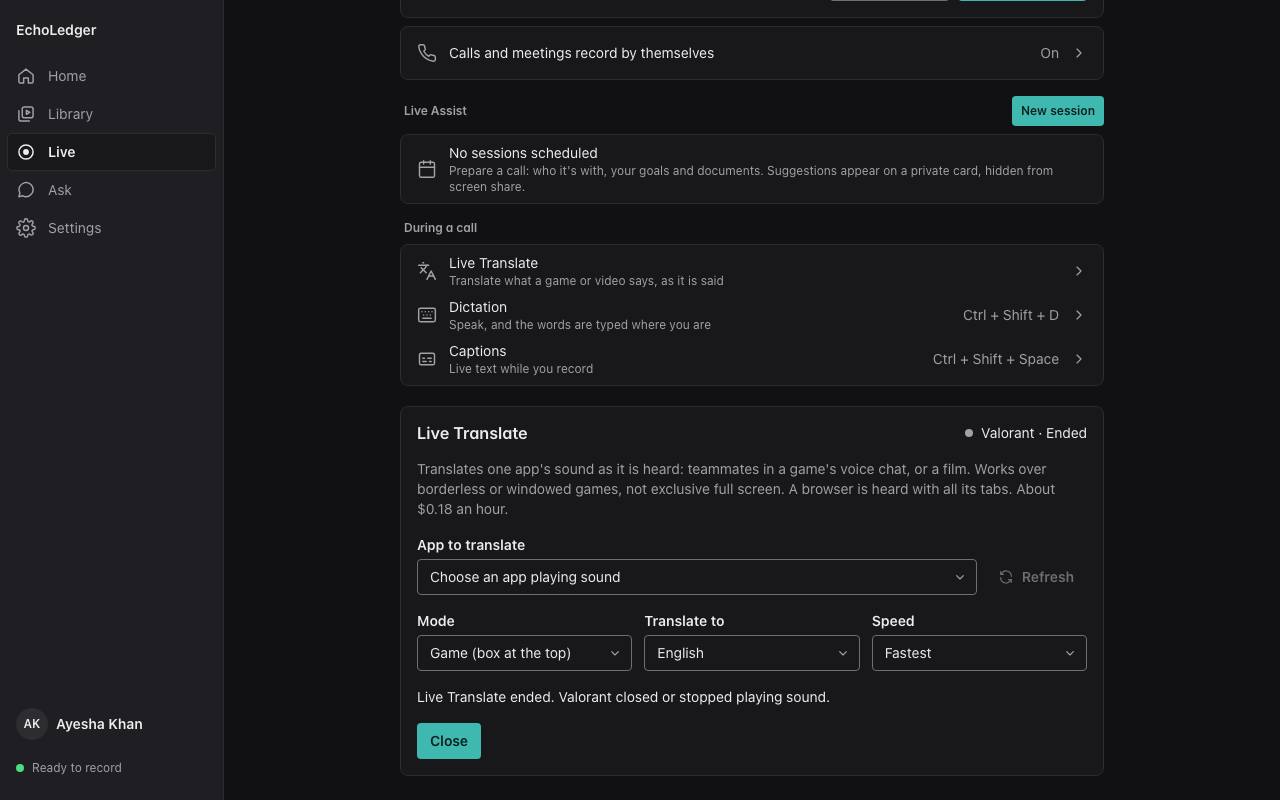 EchoLedger
Home
Library
Live
Ask
Settings
AK
Ayesha Khan
Ready to record
Calls and meetings record by themselves
On
Live Assist
New session
No sessions scheduled
Prepare a call: who it's with, your goals and documents. Suggestions appear on a private card, hidden from
screen share.
During a call
Live Translate
Translate what a game or video says, as it is said
Dictation
Speak, and the words are typed where you are
Ctrl + Shift + D
Captions
Live text while you record
Ctrl + Shift + Space
Live Translate
Valorant · Ended
Translates one app's sound as it is heard: teammates in a game's voice chat, or a film. Works over
borderless or windowed games, not exclusive full screen. A browser is heard with all its tabs. About
$0.18 an hour.
App to translate
Choose an app playing sound
Refresh
Mode
Translate to
Speed
Game (box at the top)
English
Fastest
Live Translate ended. Valorant closed or stopped playing sound.
Close